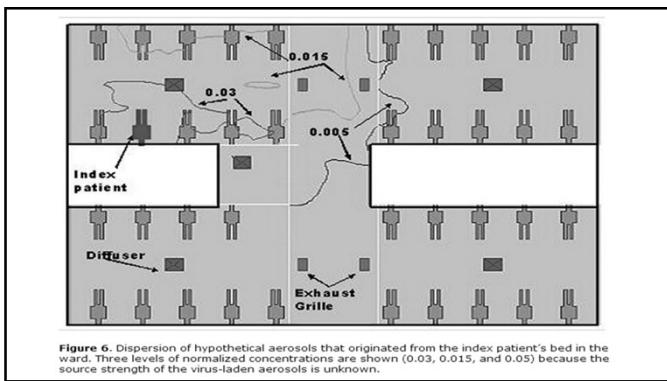 0.015
0.03
0.005
Index
patient
Diffuser
Exhaust
Grille
Figure 6. Dispersion of hypothetical aerosols that originated from the index patient's bed in the
ward. Three levels of normalized concentrations are shown (0.03, 0.015, and 0.05) because the
source strength of the virus-laden aerosols is unknown.